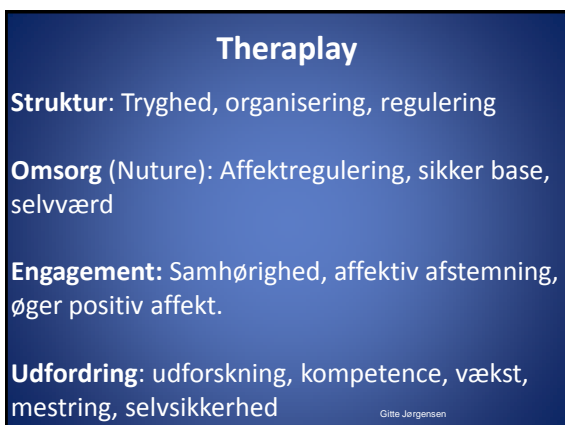 Theraplay
Struktur: Tryghed, organisering, regulering
Omsorg (Nuture): Affektregulering, sikker base,
selvværd
Engagement: Samhørighed, affektiv afstemning,
øger positiv affekt.
Udfordring: udforskning, kompetence, vækst,
mestring, selvsikkerhed
Gitte Jørgensen